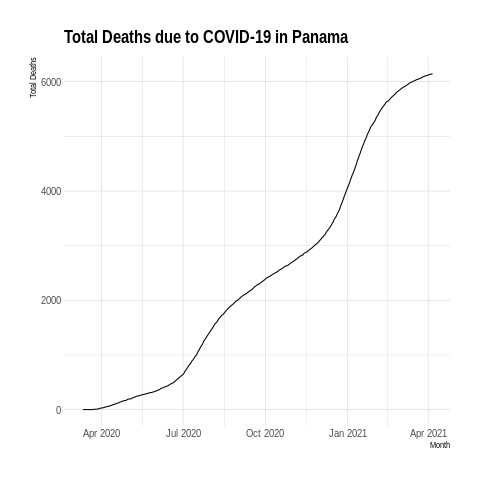 Total Deaths due to COVID-19 in Panama
Total Deaths
6000
4000
2000
0
Apr 2020 Jul 2020 Oct 2020 Jan 2021 Apr 2021
Month